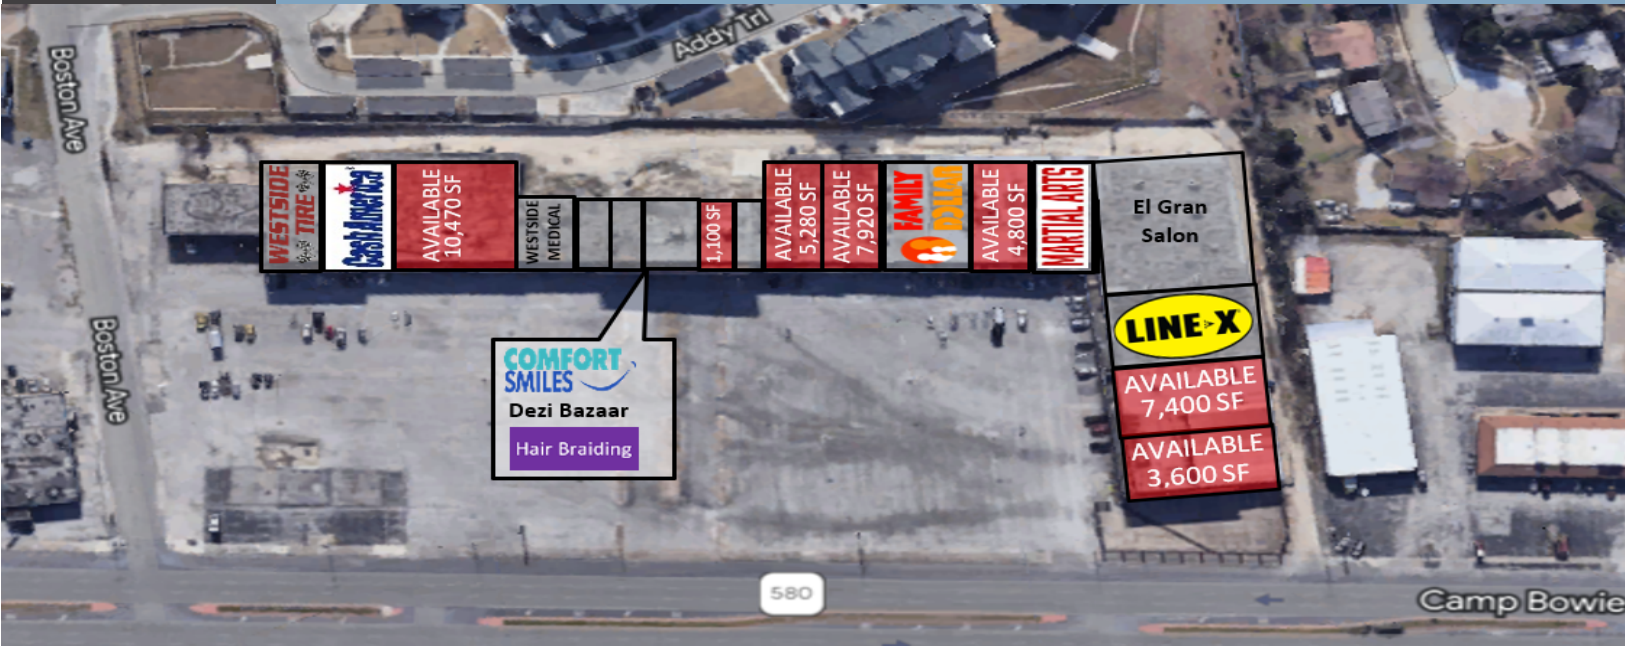 Addy Trl
Boston Ave
WESTSIDE
TIRE
Cash America
AVAILABLE
10,470 SF
WESTSIDE
MEDICAL
1,100 SF
AVAILABLE
5,280 SF
AVAILABLE
7,920 SF
FAMILY
DOLLAR
AVAILABLE
4,800 SF
MARTIAL ARTS
El Gran
Salon
LINE-X
AVAILABLE
7,400 SF
AVAILABLE
3,600 SF
Boston Ave
COMFORT
SMILES
Dezi Bazaar
Hair Braiding
580
Camp Bowie